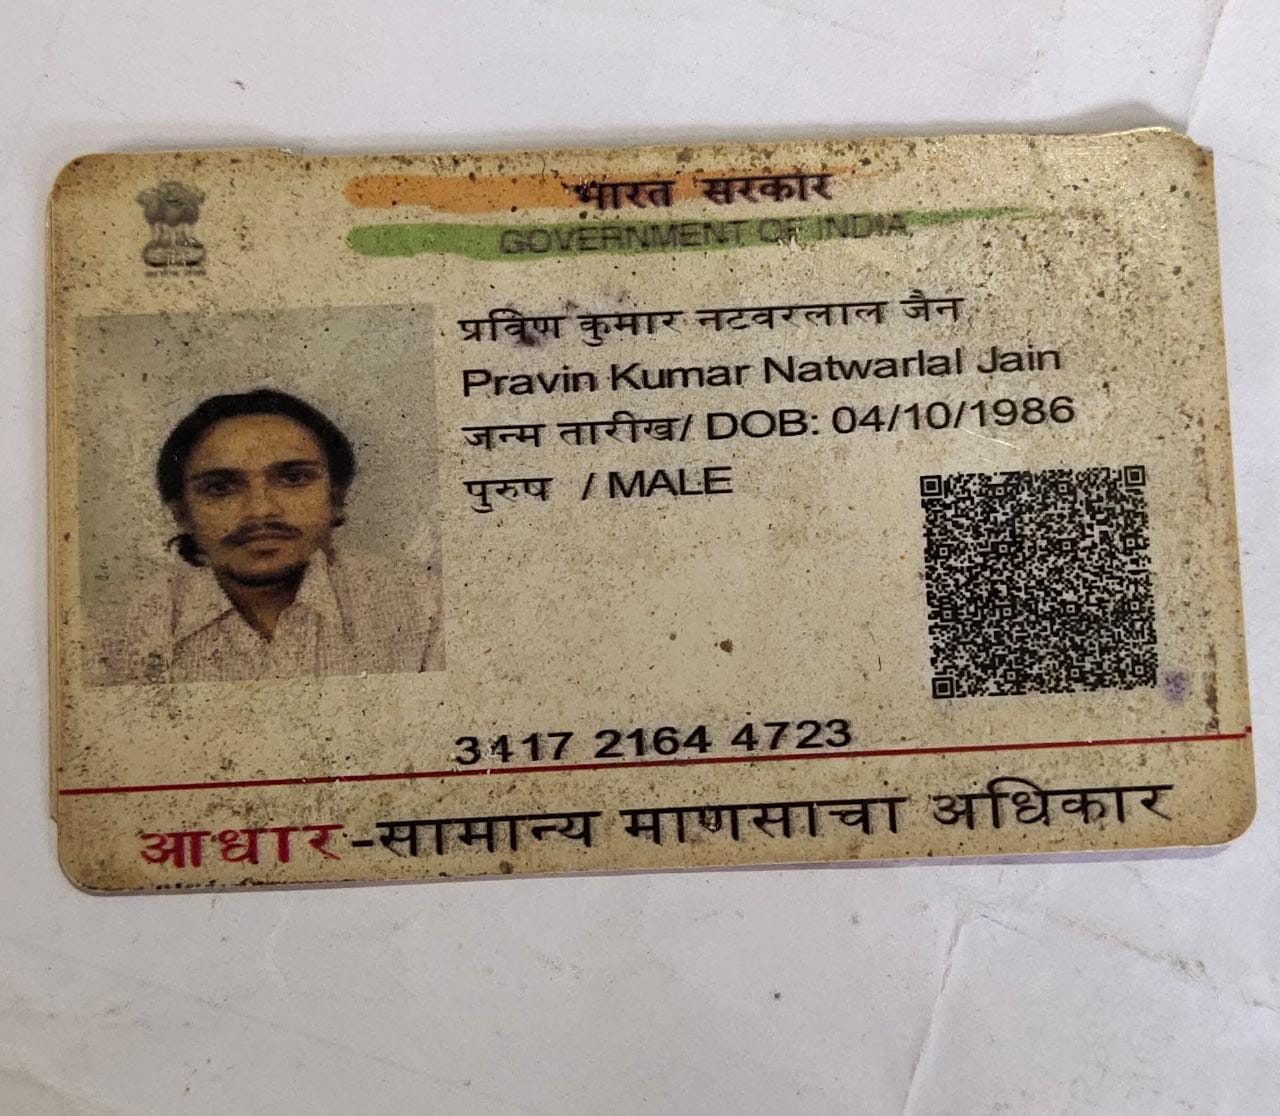 भारत सरकार
GOVERNMENT OF INDIA
प्रविण कुमार नटवरलाल जैन
Pravin Kumar Natwarlal Jain
जन्म तारीख/ DOB: 04/10/1986
पुरुष / MALE
3417 2164 4723
आधार-सामान्य माणसाचा अधिकार